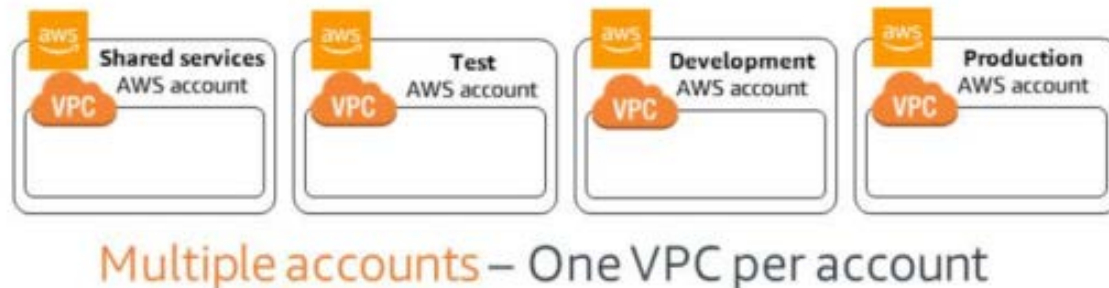 aws
Shared services
AWS account
VPC
aws
Test
AWS account
VPC
aws
Development
AWS account
VPC
aws
Production
AWS account
VPC
Multiple accounts – One VPC per account